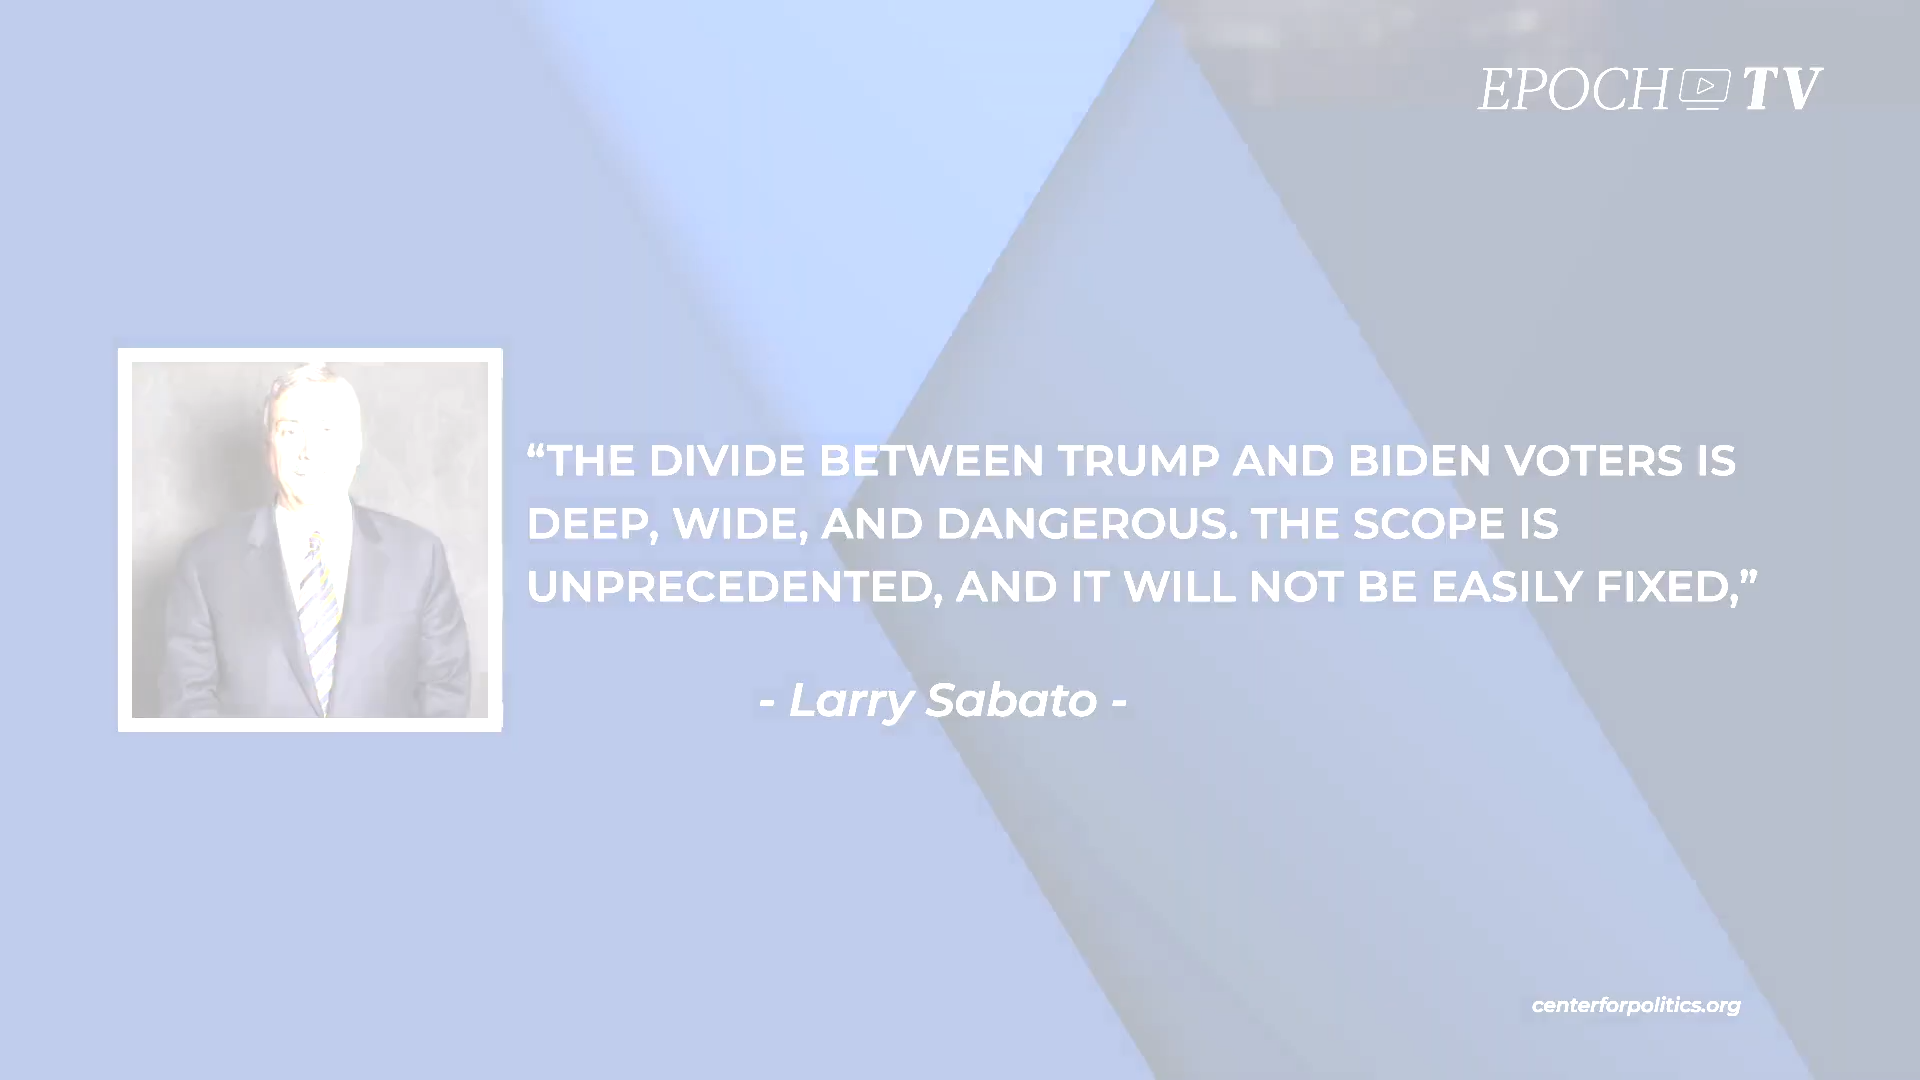 EPOCH TV
“THE DIVIDE BETWEEN TRUMP AND BIDEN VOTERS IS
DEEP, WIDE, AND DANGEROUS. THE SCOPE IS
UNPRECEDENTED, AND IT WILL NOT BE EASILY FIXED,”
- Larry Sabato -
centerforpolitics.org